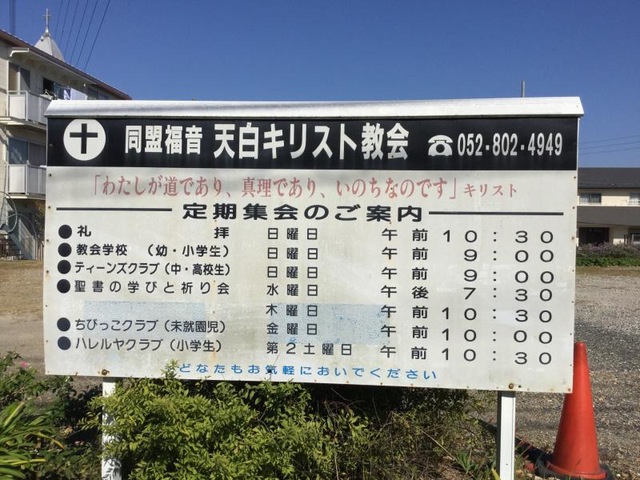 同盟福音 天白キリスト教会 ☎052-802-4949
「わたしが道であり、真理であり、いのちなのです」キリスト
定期集会のご案内
●礼拝 日曜日 午前10:30
●教会学校(幼・小学生) 日曜日 午前9:00
●ティーンズクラブ(中・高校生) 日曜日 午前9:00
●聖書の学びと祈り会 水曜日 午後7:30
木曜日 午前10:30
●ちびっこクラブ(未就園児) 金曜日 午前10:00
●ハレルヤクラブ(小学生) 第2土曜日 午前10:30
どなたもお気軽においでください